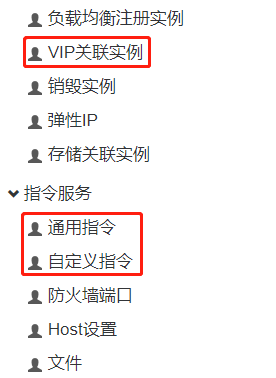 负载均衡注册实例
VIP关联实例
销毁实例
弹性IP
存储关联实例
指令服务
通用指令
自定义指令
防火墙端口
Host设置
文件